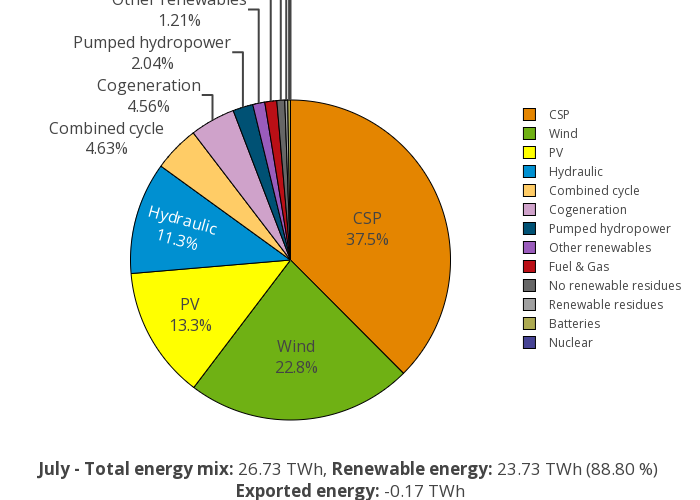 Other renewables
1.21%
Pumped hydropower
2.04%
Cogeneration
4.56%
Combined cycle
4.63%
Hydraulic
11.3%
CSP
37.5%
PV
13.3%
Wind
22.8%
CSP
Wind
PV
Hydraulic
Combined cycle
Cogeneration
Pumped hydropower
Other renewables
Fuel & Gas
No renewable residues
Renewable residues
Batteries
Nuclear
July - Total energy mix: 26.73 TWh, Renewable energy: 23.73 TWh (88.80 %)
Exported energy: -0.17 TWh